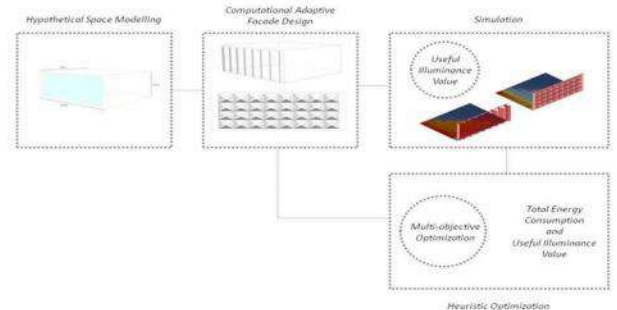 Hypothetical Space Modelling
Computational Adaptive
Facade Design
Simulation
Useful
Illuminance
Value
Multi-objective
Optimization
Total Energy
Consumption
and
Useful Illuminance
Value
Heuristic Optimization